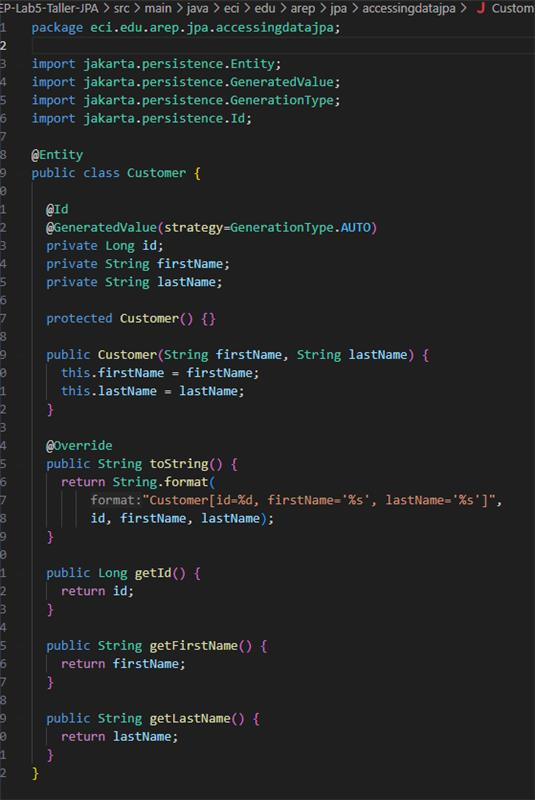 EP-Lab5-Taller-JPA > src > main > java > eci > edu > arep > jpa > accessingdatajpa > J Custom
1 package eci.edu.arep.jpa.accessingdatajpa;
2
3 import jakarta.persistence.Entity;
4 import jakarta.persistence.GeneratedValue;
5 import jakarta.persistence.GenerationType;
6 import jakarta.persistence.Id;
7
8 @Entity
9 public class Customer {
0
1 @Id
2 @GeneratedValue(strategy=GenerationType.AUTO)
3 private Long id;
4 private String firstName;
5 private String lastName;
6
7 protected Customer() {}
8
9 public Customer(String firstName, String lastName) {
0 this.firstName = firstName;
1 this.lastName = lastName;
2 }
3
4 @Override
5 public String toString() {
6 return String.format(
7 format:"Customer[id=%d, firstName='%s', lastName='%s']",
8 id, firstName, lastName);
9 }
0
1 public Long getId() {
2 return id;
3 }
4
5 public String getFirstName() {
6 return firstName;
7 }
8
9 public String getLastName() {
0 return lastName;
1 }
2 }